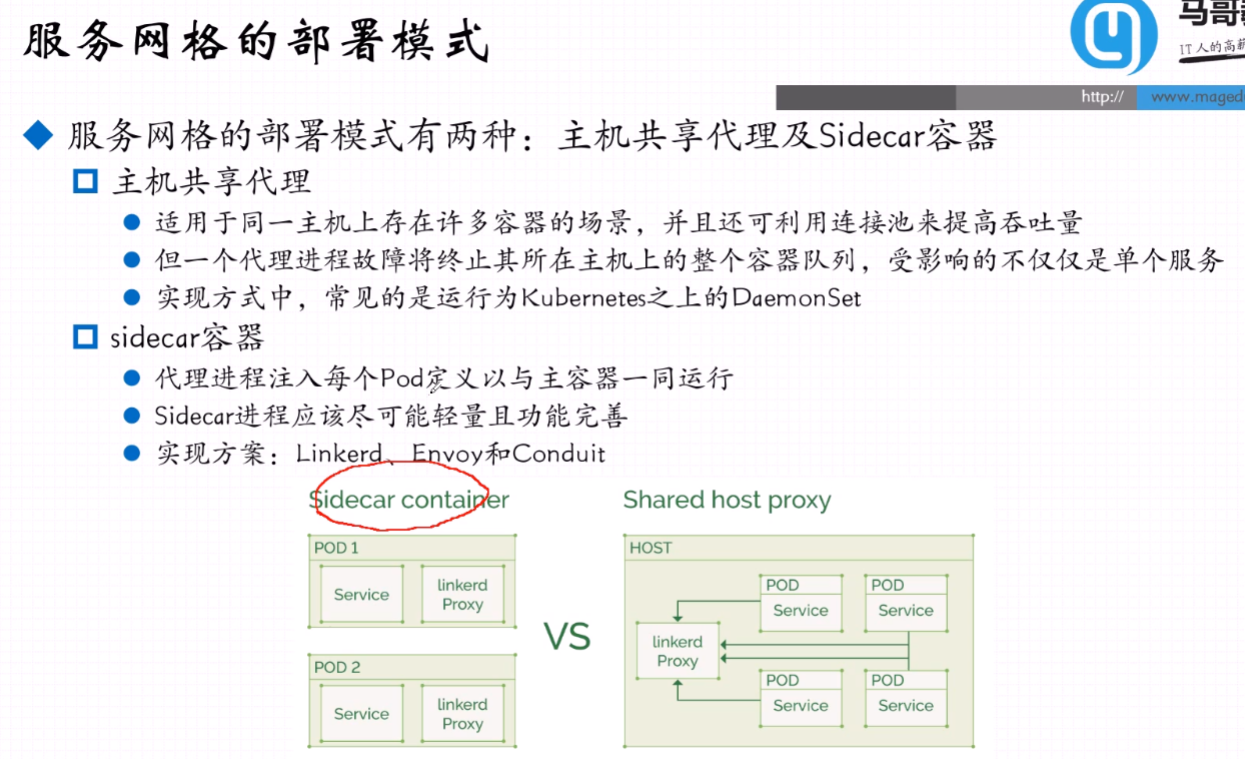 服务网格的部署模式
马哥
IT人的高薪
http://
www.maged
服务网格的部署模式有两种：主机共享代理及Sidecar容器
主机共享代理
适用于同一主机上存在许多容器的场景，并且还可利用连接池来提高吞吐量
但一个代理进程故障将终止其所在主机上的整个容器队列，受影响的不仅仅是单个服务
实现方式中，常见的是运行为Kubernetes之上的DaemonSet
sidecar容器
代理进程注入每个Pod定义以与主容器一同运行
Sidecar进程应该尽可能轻量且功能完善
实现方案：Linkerd、Envoy和Conduit
Sidecar container
POD 1
Service
linkerd
Proxy
POD 2
Service
linkerd
Proxy
VS
Shared host proxy
HOST
linkerd
Proxy
POD
Service
POD
Service
POD
Service
POD
Service